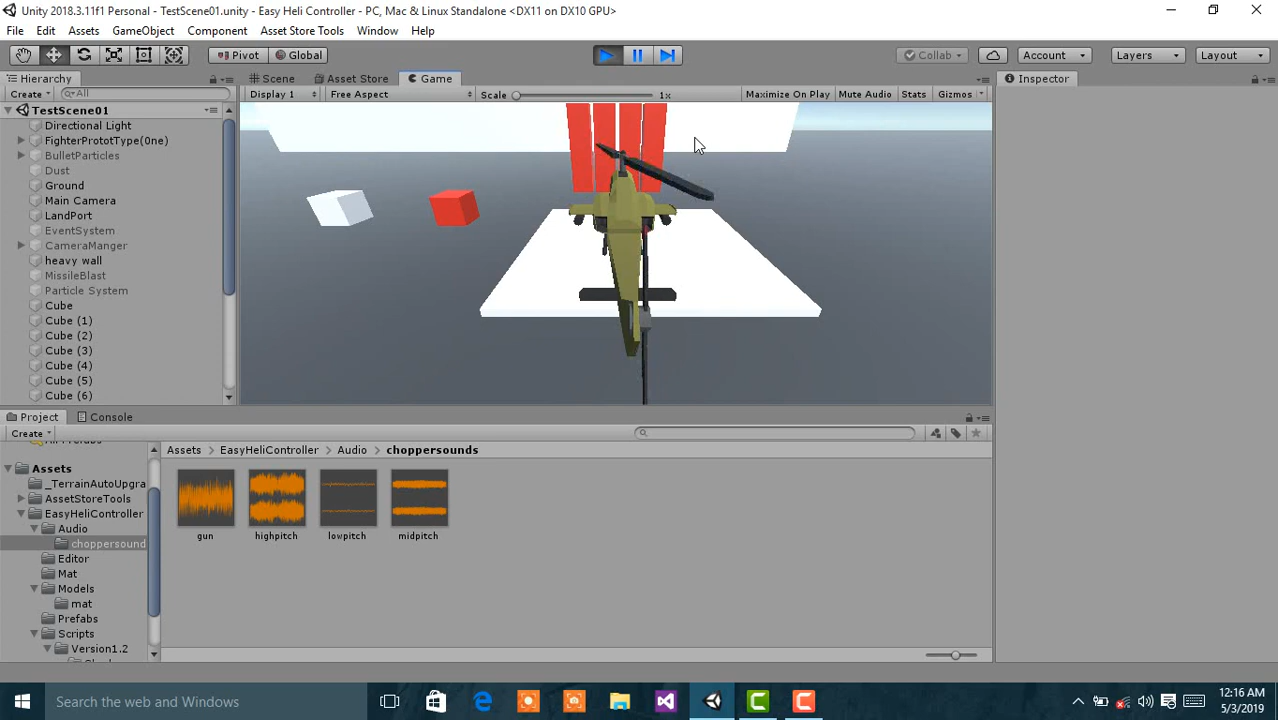 Unity 2018.3.11f1 Personal - TestScene01.unity - Easy Heli Controller - PC, Mac & Linux Standalone <DX11 on DX10 GPU>
File Edit Assets GameObject Component Asset Store Tools Window Help
Pivot Global Collab Account Layers Layout
Hierarchy Scene Asset Store Game Inspector
Create All Display 1 Free Aspect Scale 1x Maximize On Play Mute Audio Stats Gizmos
TestScene01
Directional Light
FighterPrototType(0ne)
BulletParticles
Dust
Ground
Main Camera
LandPort
EventSystem
CameraManger
heavy wall
MissileBlast
Particle System
Cube
Cube (1)
Cube (2)
Cube (3)
Cube (4)
Cube (5)
Cube (6)
Project Console
Create
Assets EasyHeliController Audio choppersounds
Assets
_TerrainAutoUpgra
AssetStoreTools
EasyHeliController
Audio
choppersound
Editor
Mat
Models
mat
Prefabs
Scripts
Version1.2
gun highpitch lowpitch midpitch
Search the web and Windows
12:16 AM
5/3/2019